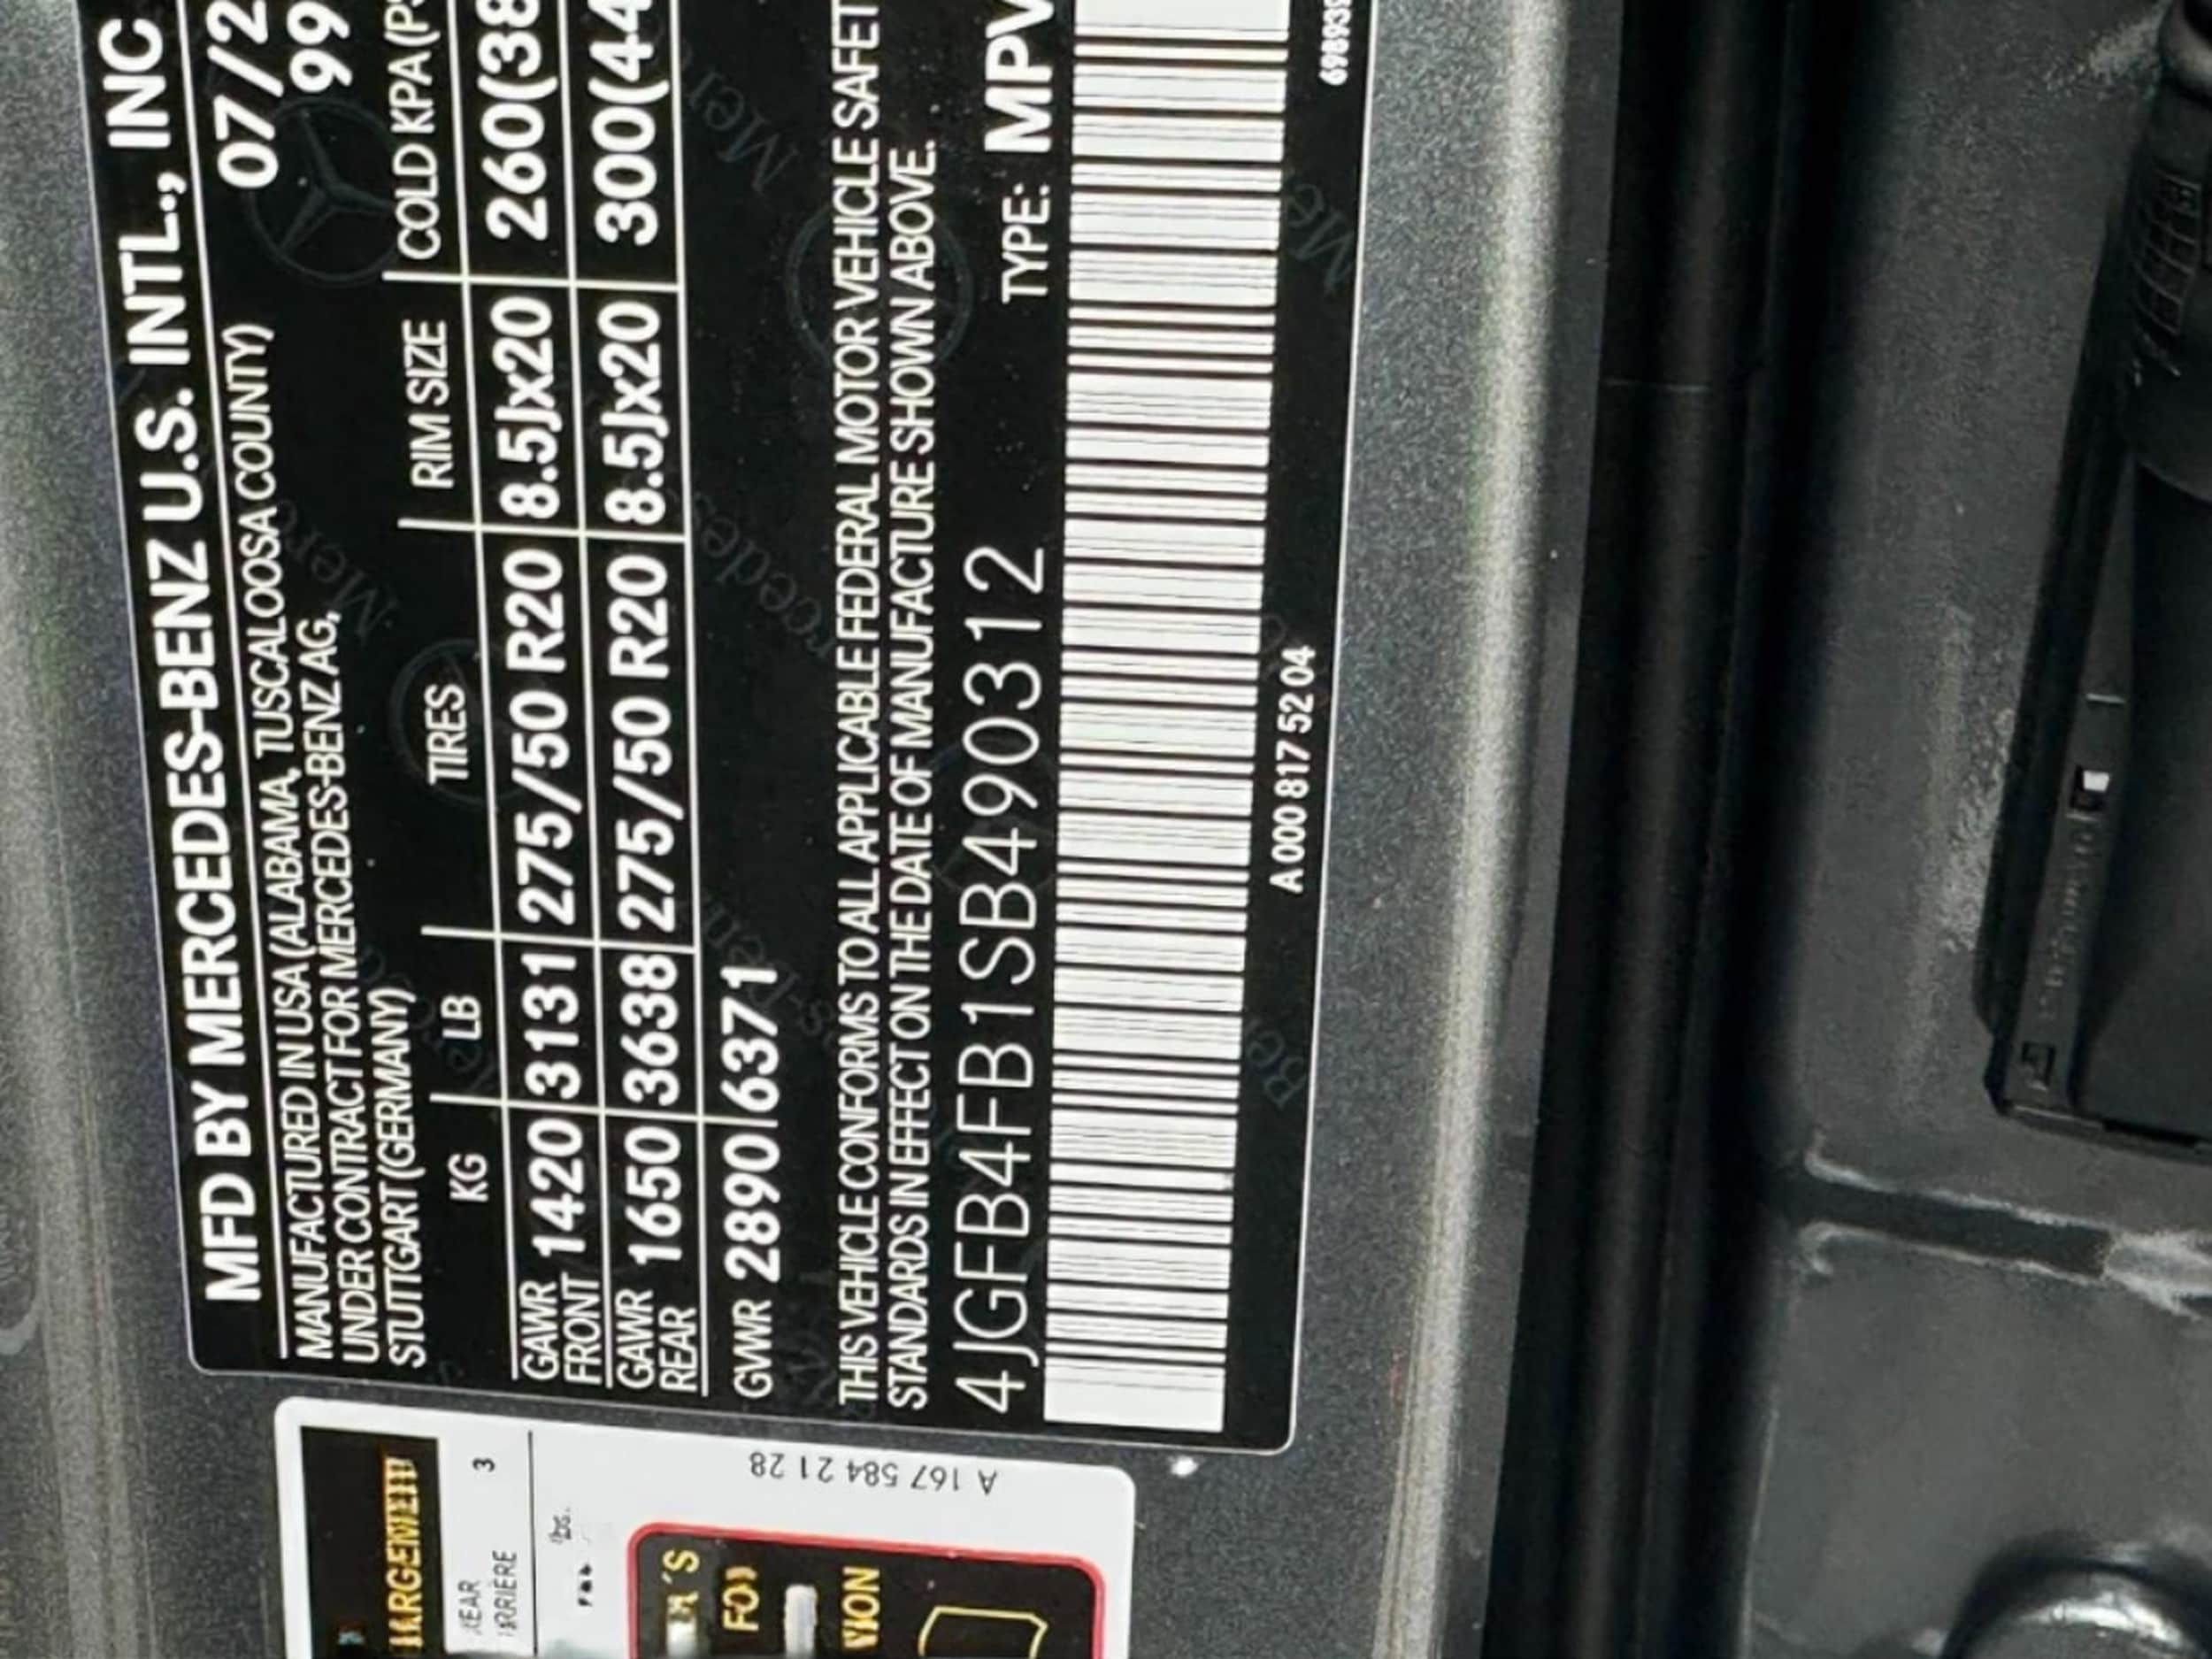 MFD BY MERCEDES-BENZ U.S. INTL., INC
MANUFACTURED IN USA (ALABAMA, TUSCALOOSA COUNTY) 07/2
UNDER CONTRACT FOR MERCEDES-BENZ AG, 99
STUTTGART (GERMANY)
KG LB TIRES RIM SIZE COLD KPA (PS
GAWR FRONT 1420 3131 275/50 R20 8.5Jx20 260(38
GAWR REAR 1650 3638 275/50 R20 8.5Jx20 300(44
GWR 2890 6371
THIS VEHICLE CONFORMS TO ALL APPLICABLE FEDERAL MOTOR VEHICLE SAFET
STANDARDS IN EFFECT ON THE DATE OF MANUFACTURE SHOWN ABOVE.
4JGFB4FB1SB490312 TYPE: MPV
A 000 817 52 04 698939
A 167 584 21 28
3
lbs.